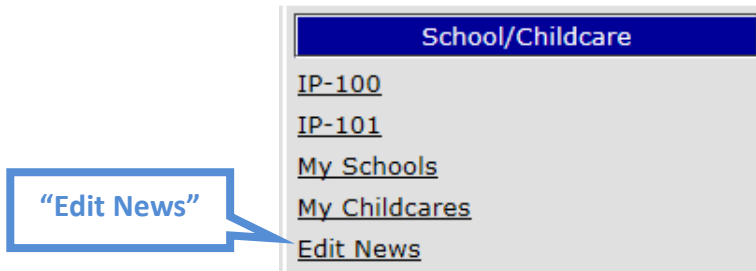 School/Childcare
IP-100
IP-101
My Schools
My Childcares
“Edit News”
Edit News